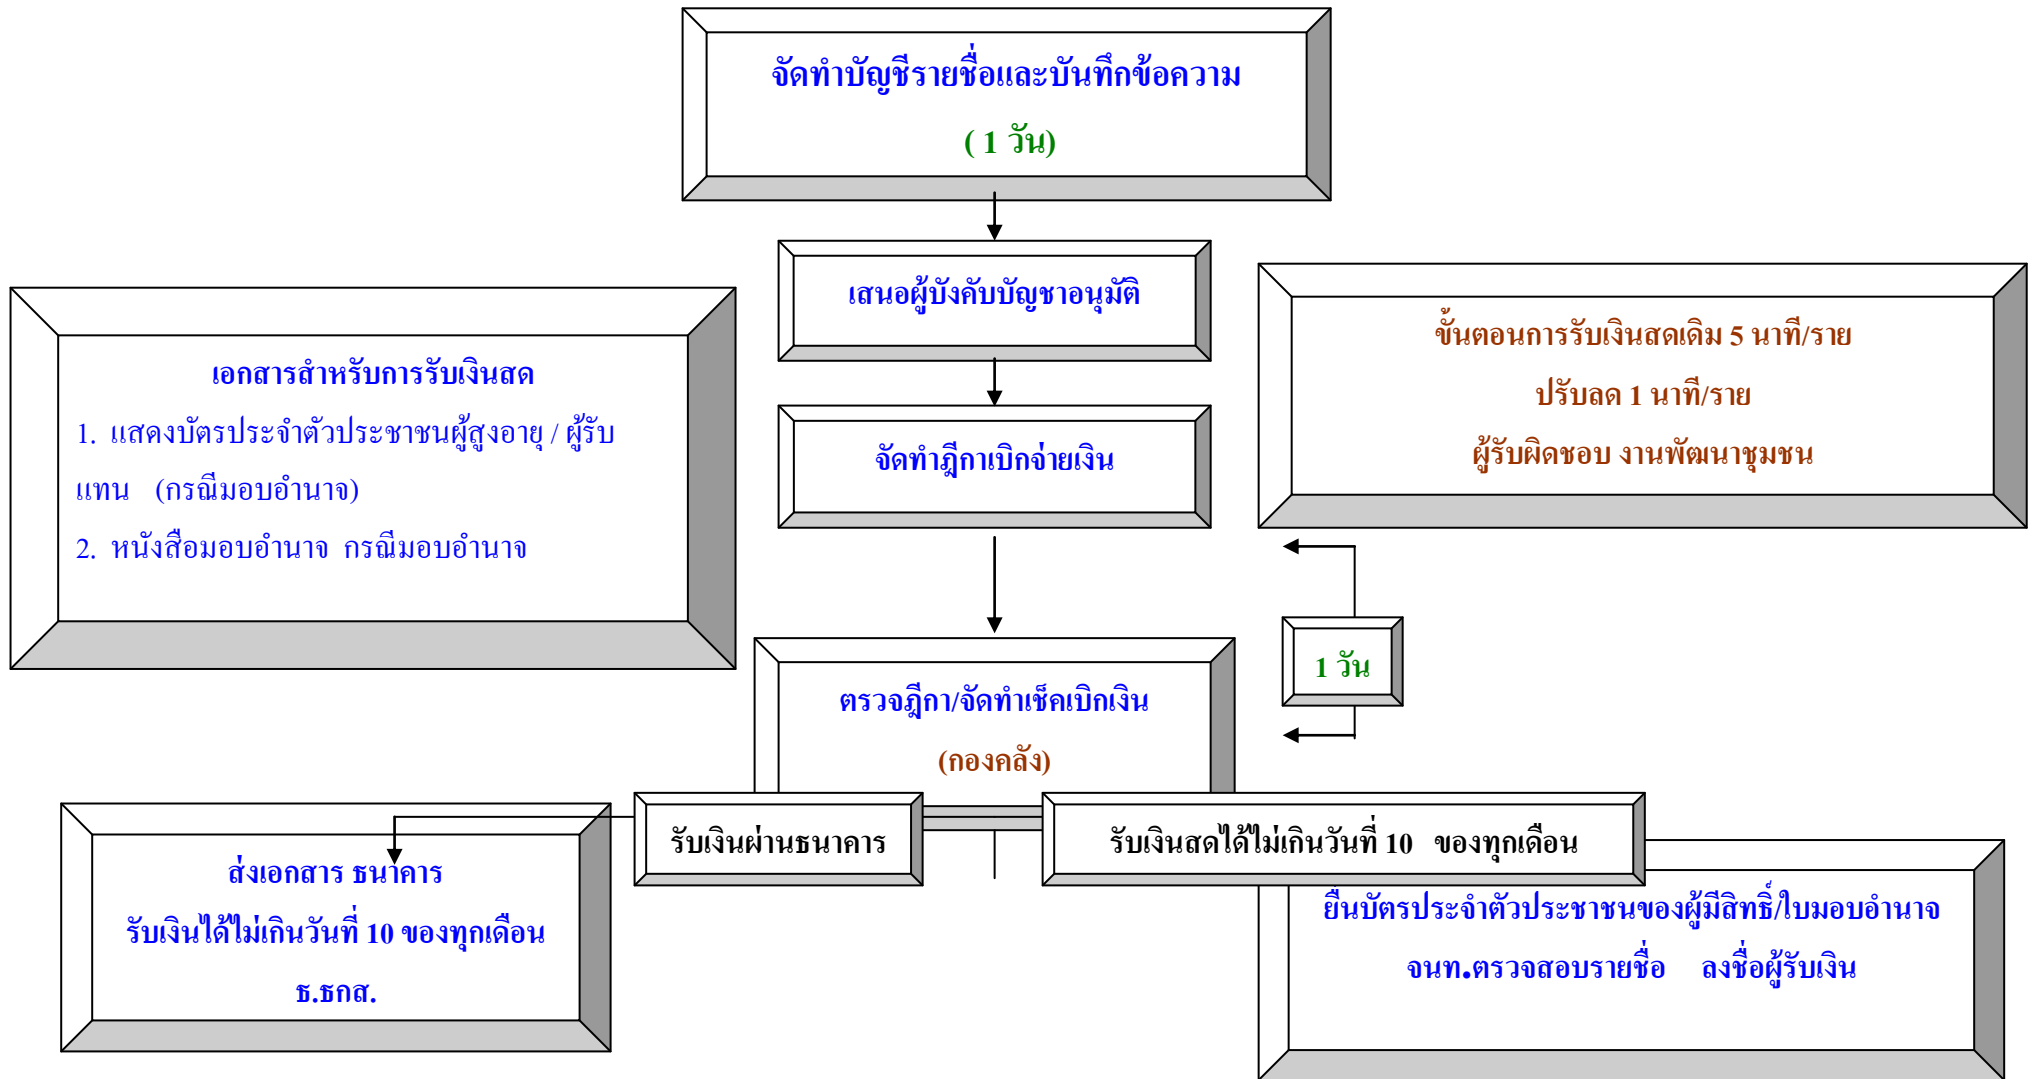 จัดทำบัญชีรายชื่อและบันทึกข้อความ
( 1 วัน)
เสนอผู้บังคับบัญชาอนุมัติ
เอกสารสำหรับการรับเงินสด
1. แสดงบัตรประจำตัวประชาชนผู้สูงอายุ / ผู้รับ
แทน (กรณีมอบอำนาจ)
2. หนังสือมอบอำนาจ กรณีมอบอำนาจ
จัดทำฎีกาเบิกจ่ายเงิน
ขั้นตอนการรับเงินสดเดิม 5 นาที/ราย
ปรับลด 1 นาที/ราย
ผู้รับผิดชอบ งานพัฒนาชุมชน
1 วัน
ตรวจฎีกา/จัดทำเช็คเบิกเงิน
(กองคลัง)
รับเงินผ่านธนาคาร
รับเงินสดได้ไม่เกินวันที่ 10 ของทุกเดือน
ส่งเอกสาร ธนาคาร
รับเงินได้ไม่เกินวันที่ 10 ของทุกเดือน
ธ.ธกส.
ยื่นบัตรประจำตัวประชาชนของผู้มีสิทธิ์/ใบมอบอำนาจ
จนท.ตรวจสอบรายชื่อ ลงชื่อผู้รับเงิน